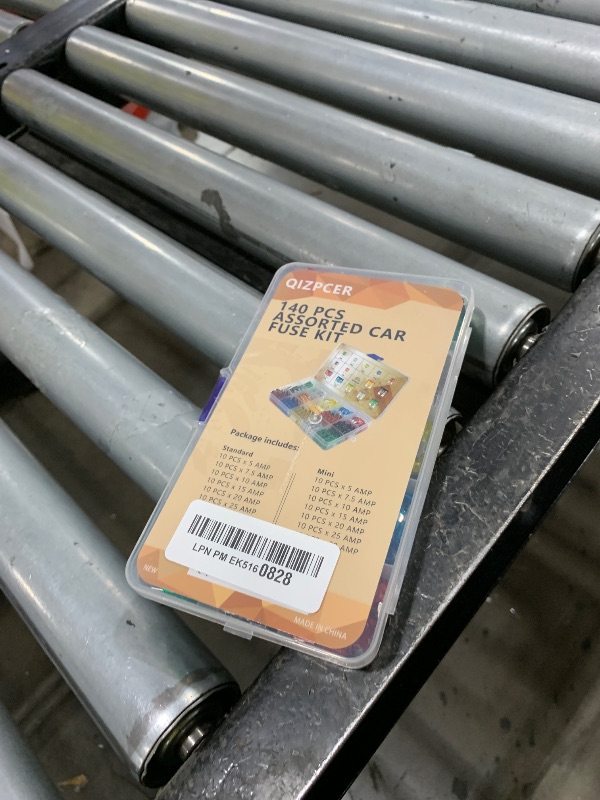 QIZPCER
140 PCS
ASSORTED CAR
FUSE KIT
Package includes:
Standard
10 PCS x 5 AMP
10 PCS x 7.5 AMP
10 PCS x 10 AMP
10 PCS x 15 AMP
10 PCS x 20 AMP
10 PCS x 25 AMP
Mini
10 PCS x 5 AMP
10 PCS x 7.5 AMP
10 PCS x 10 AMP
10 PCS x 15 AMP
10 PCS x 20 AMP
10 PCS x 25 AMP
AMP
LPN PM EK5160828
NEW
MADE IN CHINA